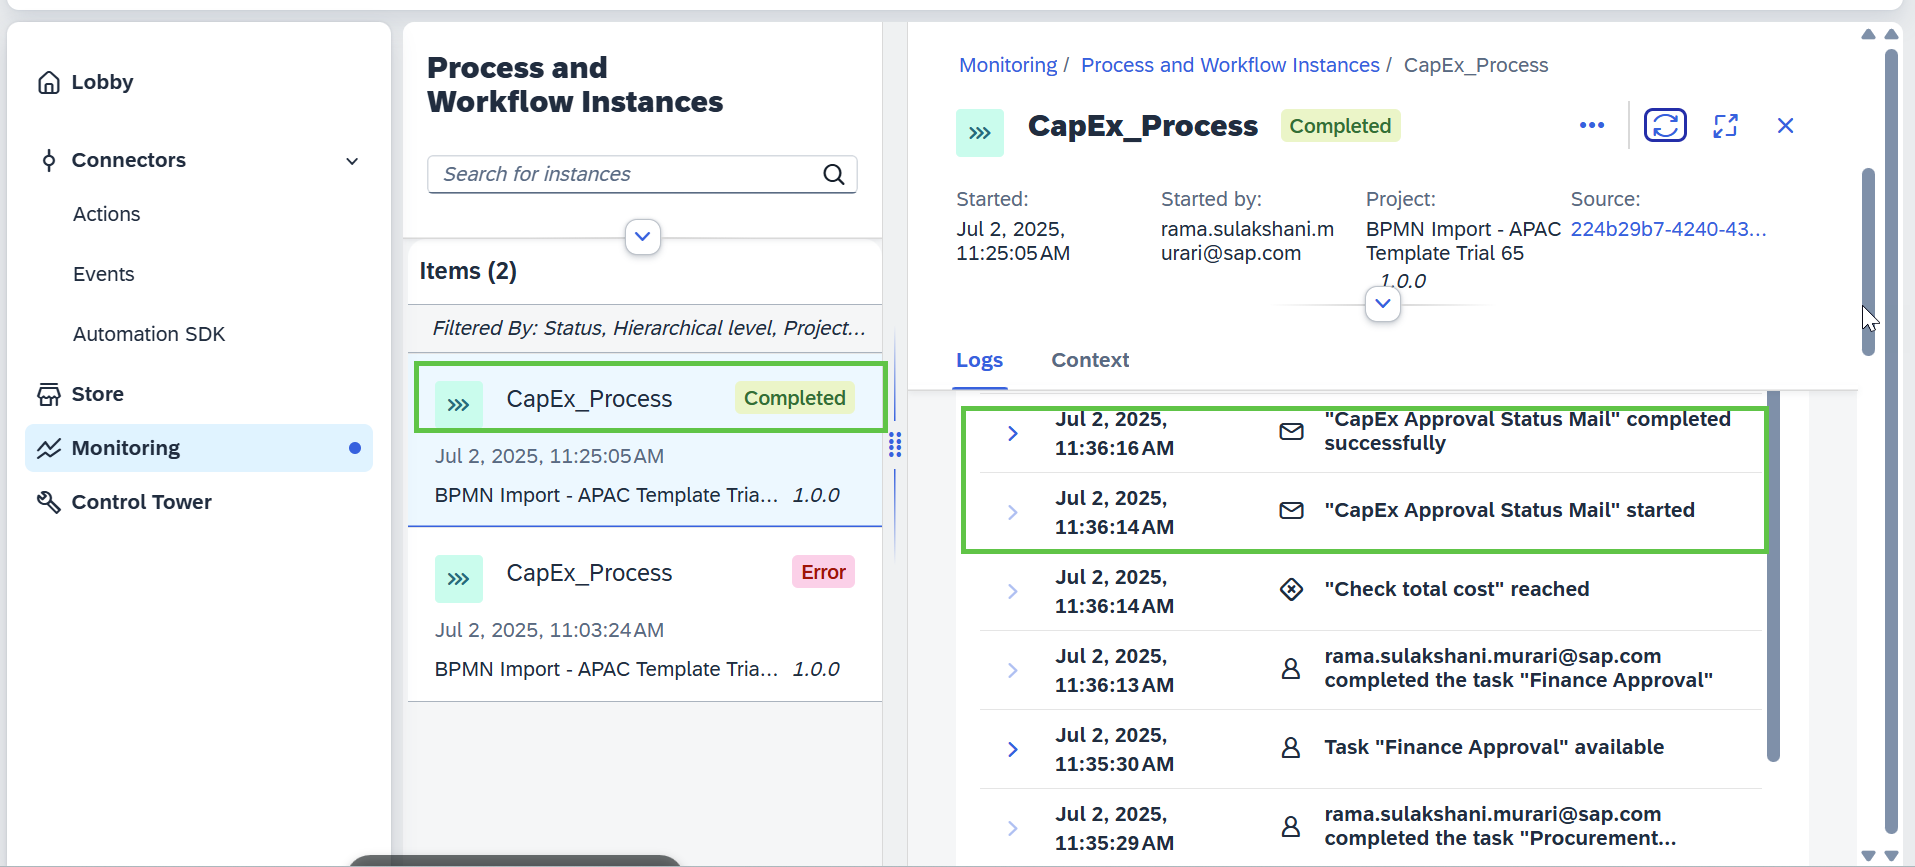 Lobby
Connectors
Actions
Events
Automation SDK
Store
Monitoring
Control Tower
Process and
Workflow Instances
Search for instances
Items (2)
Filtered By: Status, Hierarchical level, Project...
CapEx_Process
Completed
Jul 2, 2025, 11:25:05 AM
BPMN Import - APAC Template Tria... 1.0.0
CapEx_Process
Error
Jul 2, 2025, 11:03:24 AM
BPMN Import - APAC Template Tria... 1.0.0
Monitoring / Process and Workflow Instances / CapEx_Process
CapEx_Process
Completed
Started:
Jul 2, 2025,
11:25:05 AM
Started by:
rama.sulakshani.m
urari@sap.com
Project:
BPMN Import - APAC
Template Trial 65
1.0.0
Source:
224b29b7-4240-43...
Logs
Context
Jul 2, 2025,
11:36:16 AM
"CapEx Approval Status Mail" completed
successfully
Jul 2, 2025,
11:36:14 AM
"CapEx Approval Status Mail" started
Jul 2, 2025,
11:36:14 AM
"Check total cost" reached
Jul 2, 2025,
11:36:13 AM
rama.sulakshani.murari@sap.com
completed the task "Finance Approval"
Jul 2, 2025,
11:35:30 AM
Task "Finance Approval" available
Jul 2, 2025,
11:35:29 AM
rama.sulakshani.murari@sap.com
completed the task "Procurement...